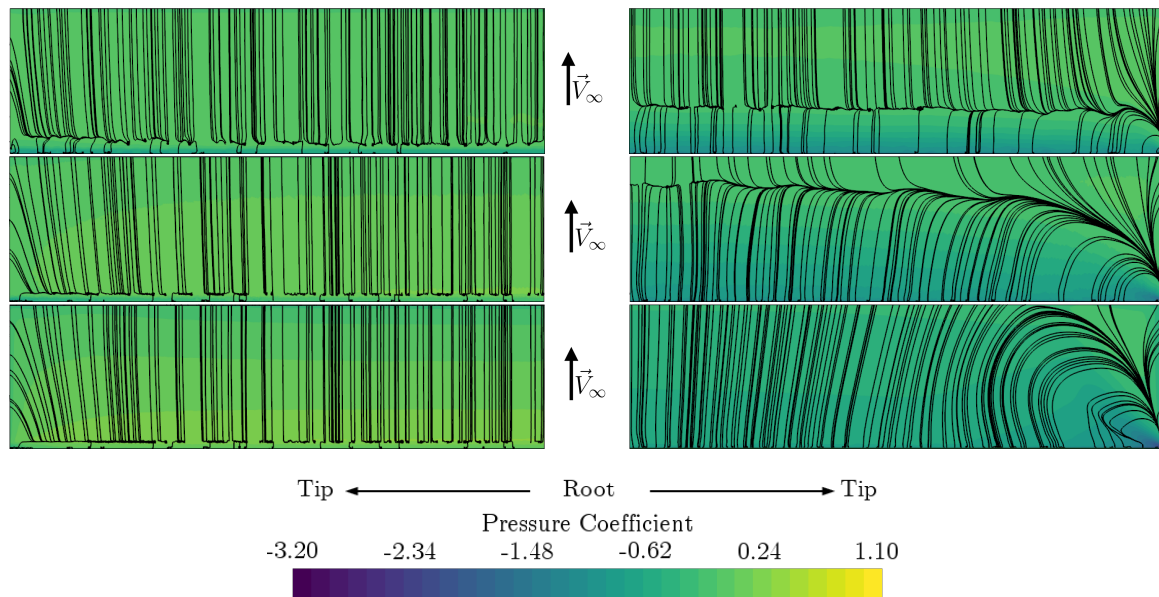 V∞
V∞
V∞
Tip Root Tip
Pressure Coefficient
-3.20 -2.34 -1.48 -0.62 0.24 1.10